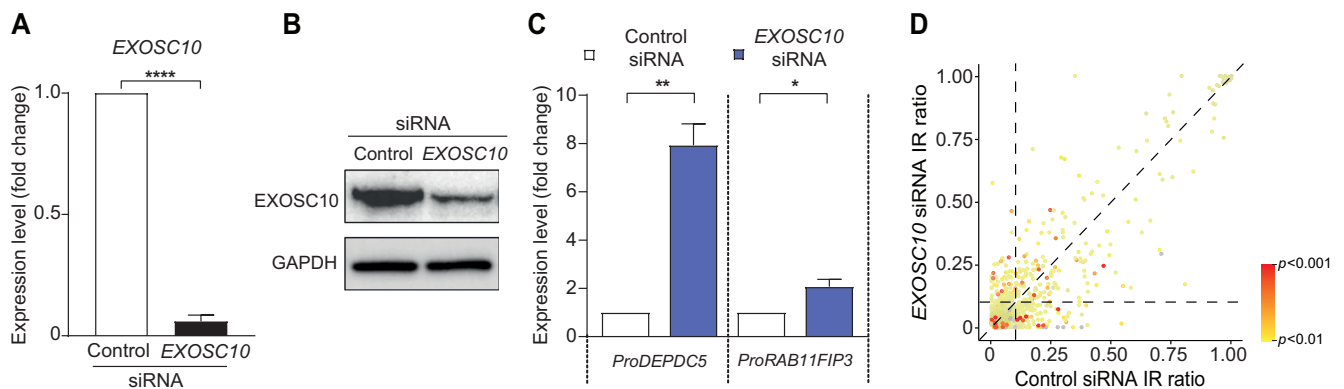 A
EXOSC10
****
Expression level (fold change)
1.0
1.0
0
Control EXOSC10
siRNA
B
siRNA
Control EXOSC10
EXOSC10
GAPDH
C
Control siRNA
EXOSC10 siRNA
** *
Expression level (fold change)
10
8
6
4
2
0
ProDEPDC5 ProRAB11FIP3
D
EXOSC10 siRNA IR ratio
1.00
0.75
0.50
0.25
0
0 0.25 0.50 0.75 1.00
Control siRNA IR ratio
p<0.001
p<0.01